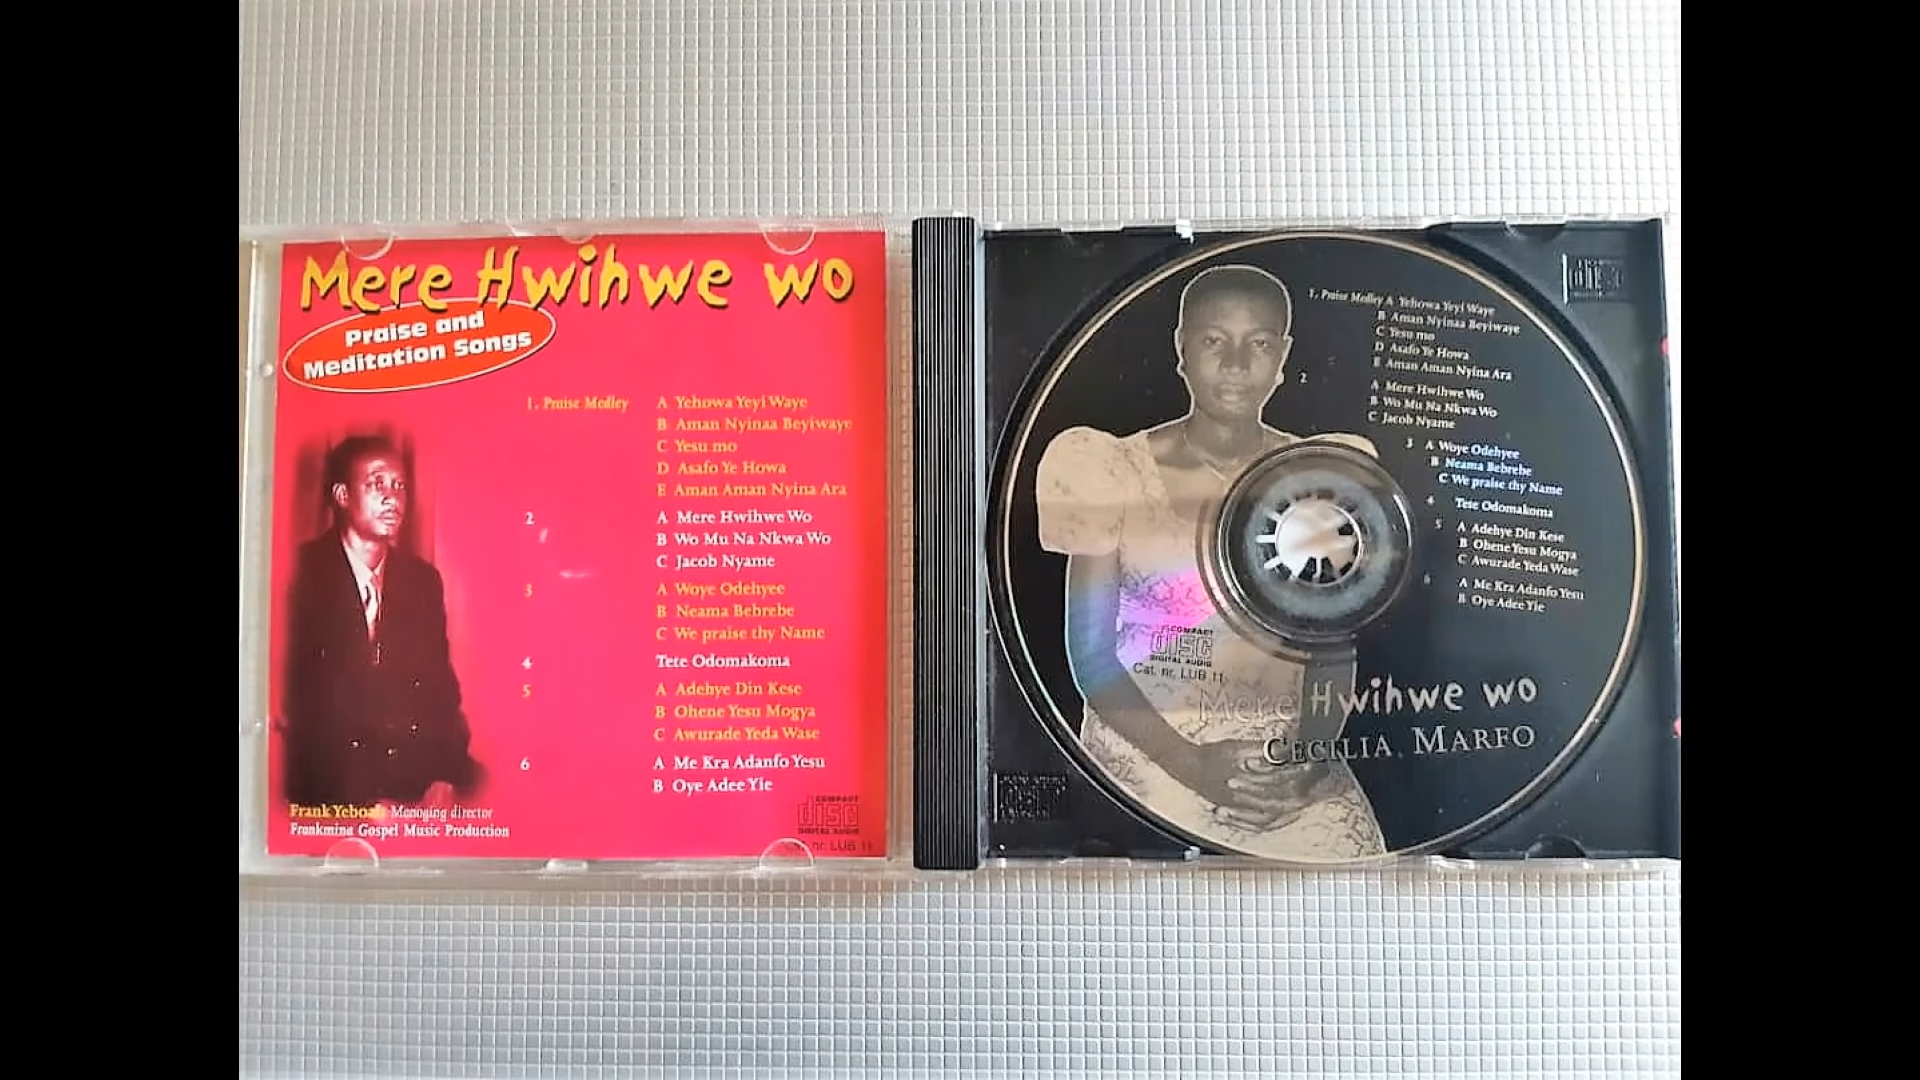 Mere Hwihwe wo
Praise and
Meditation Songs
1. Praise Medley A Yehowa Yeyi Waye
B Aman Nyinaa Beyiwaye
C Yesu mo
D Asafo Ye Howa
E Aman Aman Nyina Ara
2 A Mere Hwihwe Wo
B Wo Mu Na Nkwa Wo
C Jacob Nyame
3 A Woye Odehyee
B Neama Bebrebe
C We praise thy Name
4 Tete Odomakoma
5 A Adehye Din Kese
B Ohene Yesu Mogya
C Awurade Yeda Wase
6 A Me Kra Adanfo Yesu
B Oye Adee Yie
Frank Yeboah Managing director
Frankmina Gospel Music Production
COMPACT
disc
DIGITAL AUDIO
Cat. nr. LUB 11
1. Praise Medley A Yehowa Yeyi Waye
B Aman Nyinaa Beyiwaye
C Yesu mo
D Asafo Ye Howa
E Aman Aman Nyina Ara
2 A Mere Hwihwe Wo
B Wo Mu Na Nkwa Wo
C Jacob Nyame
3 A Woye Odehyee
B Neama Bebrebe
C We praise thy Name
4 Tete Odomakoma
5 A Adehye Din Kese
B Ohene Yesu Mogya
C Awurade Yeda Wase
6 A Me Kra Adanfo Yesu
B Oye Adee Yie
COMPACT
disc
DIGITAL AUDIO
Cat. nr. LUB 11
Mere Hwihwe wo
CECILIA MARFO
disc